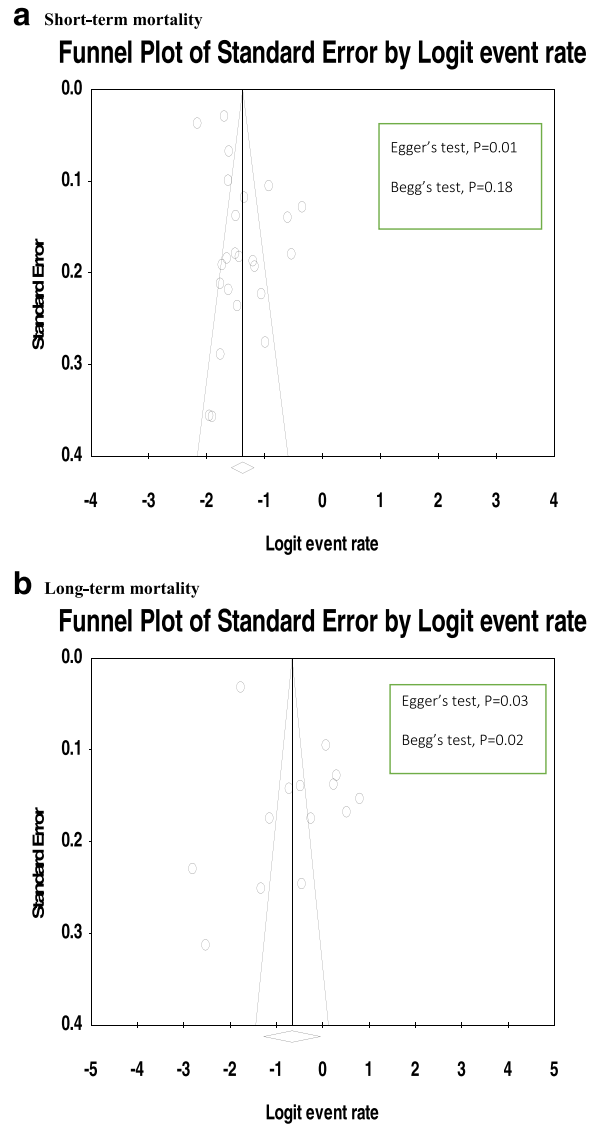 a Short-term mortality
Funnel Plot of Standard Error by Logit event rate
0.0
Egger's test, P=0.01
0.1
Begg's test, P=0.18
Standard Error
0.2
0.3
0.4
-4 -3 -2 -1 0 1 2 3 4
Logit event rate
b Long-term mortality
Funnel Plot of Standard Error by Logit event rate
0.0
Egger's test, P=0.03
Begg's test, P=0.02
0.1
Standard Error
0.2
0.3
0.4
-5 -4 -3 -2 -1 0 1 2 3 4 5
Logit event rate